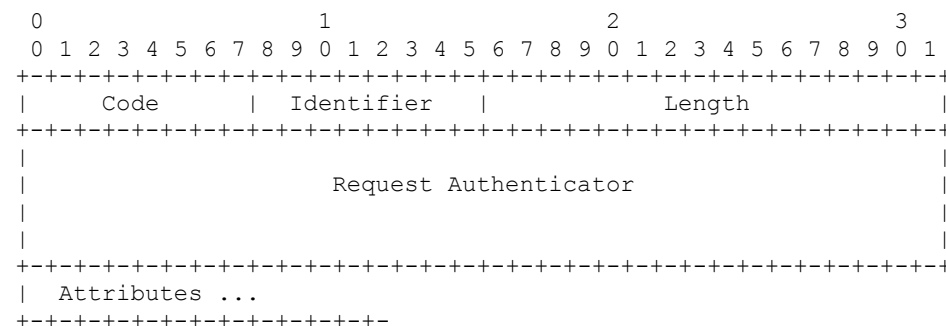 0                   1                   2                   3
 0 1 2 3 4 5 6 7 8 9 0 1 2 3 4 5 6 7 8 9 0 1 2 3 4 5 6 7 8 9 0 1
+-+-+-+-+-+-+-+-+-+-+-+-+-+-+-+-+-+-+-+-+-+-+-+-+-+-+-+-+-+-+-+-+
|     Code      |  Identifier   |            Length             |
+-+-+-+-+-+-+-+-+-+-+-+-+-+-+-+-+-+-+-+-+-+-+-+-+-+-+-+-+-+-+-+-+
|                                                               |
|                     Request Authenticator                     |
|                                                               |
|                                                               |
+-+-+-+-+-+-+-+-+-+-+-+-+-+-+-+-+-+-+-+-+-+-+-+-+-+-+-+-+-+-+-+-+
|  Attributes ...
+-+-+-+-+-+-+-+-+-+-+-+-+-